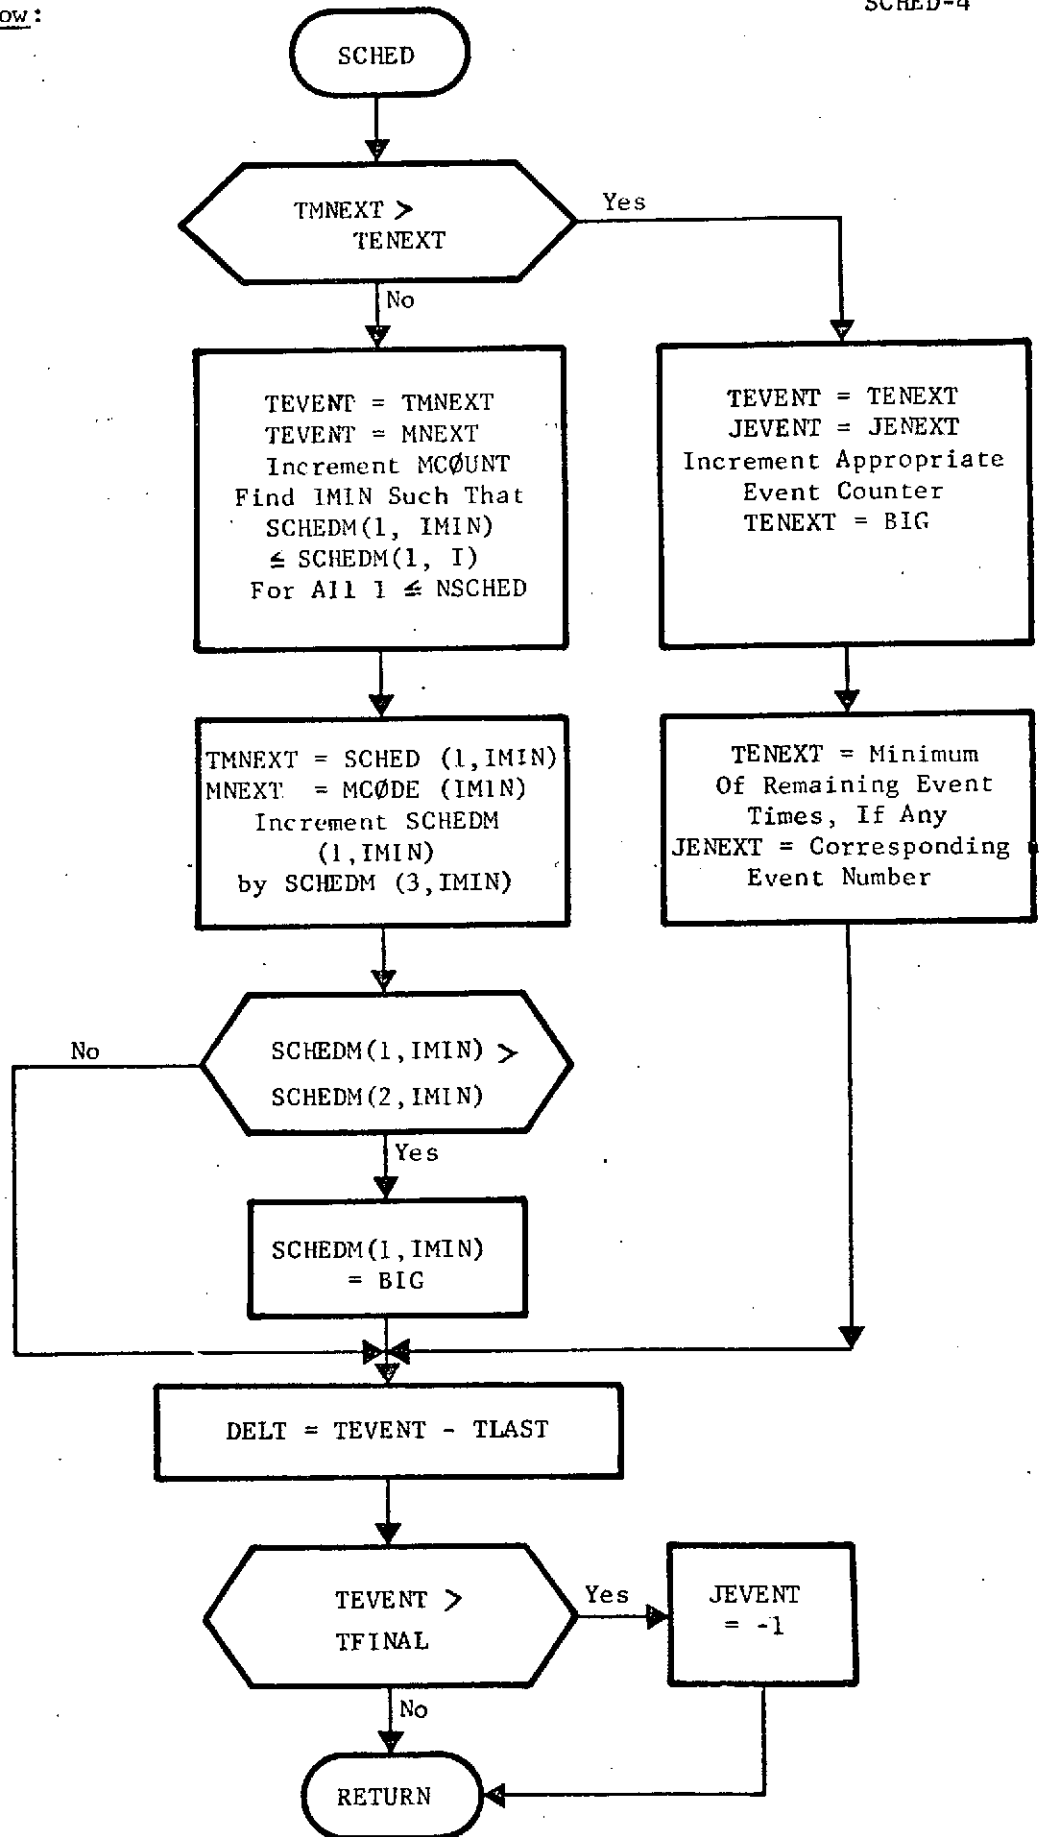 ow:
SCHED-4
SCHED
TMNEXT >
TENEXT
Yes
No
TEVENT = TMNEXT
TEVENT = MNEXT
Increment MCØUNT
Find IMIN Such That
SCHEDM(1, IMIN)
≤ SCHEDM(1, I)
For All 1 ≤ NSCHED
TEVENT = TENEXT
JEVENT = JENEXT
Increment Appropriate
Event Counter
TENEXT = BIG
TMNEXT = SCHED (1,IMIN)
MNEXT = MCØDE (IMIN)
Increment SCHEDM
(1,IMIN)
by SCHEDM (3,IMIN)
TENEXT = Minimum
Of Remaining Event
Times, If Any
JENEXT = Corresponding
Event Number
No
SCHEDM(1,IMIN) >
SCHEDM(2,IMIN)
Yes
SCHEDM(1,IMIN)
= BIG
DELT = TEVENT - TLAST
TEVENT >
TFINAL
Yes
JEVENT
= -1
No
RETURN